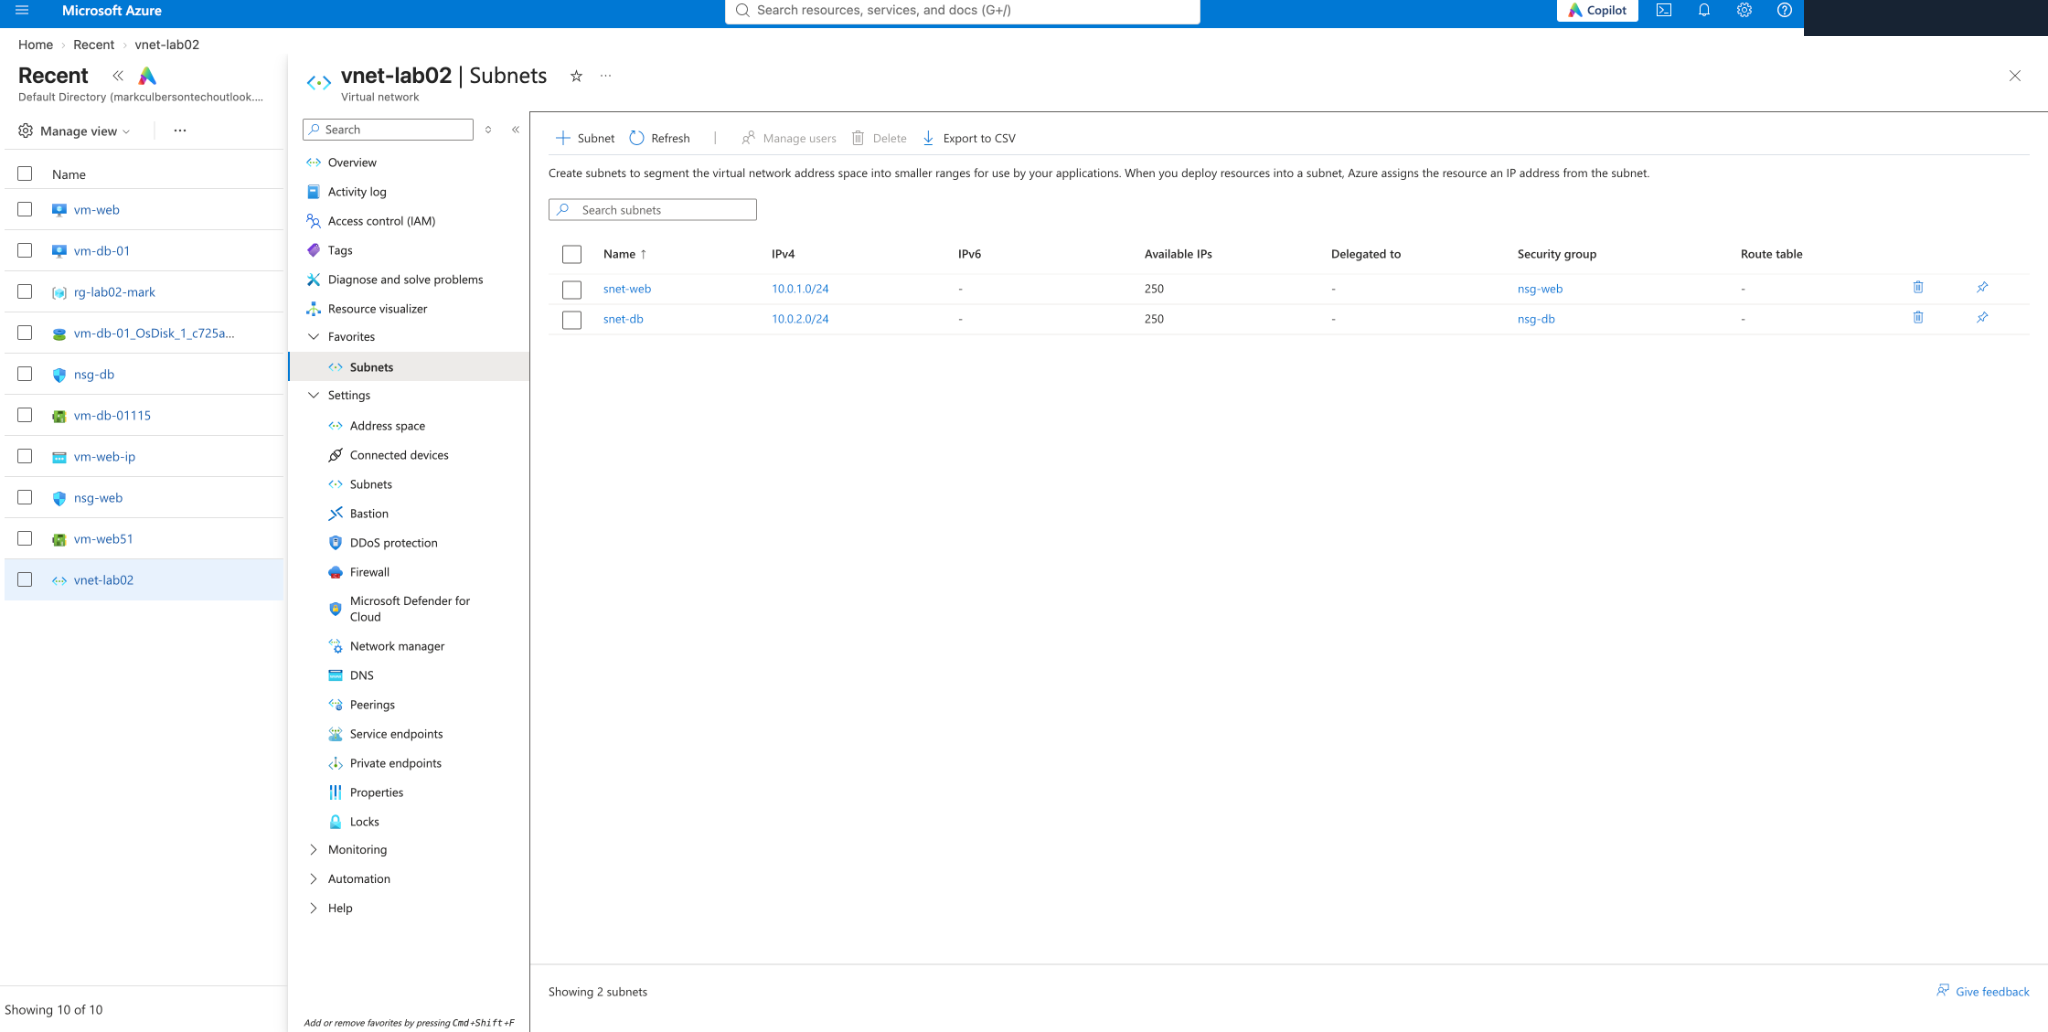 Microsoft Azure
Search resources, services, and docs (G+/)
Copilot
Home > Recent > vnet-lab02
Recent
Default Directory (markculbersontechoutlook....
Manage view
...
Name
vm-web
vm-db-01
rg-lab02-mark
vm-db-01_OsDisk_1_c725a...
nsg-db
vm-db-01115
vm-web-ip
nsg-web
vm-web51
vnet-lab02
Showing 10 of 10
vnet-lab02 | Subnets
...
Virtual network
Search
Overview
Activity log
Access control (IAM)
Tags
Diagnose and solve problems
Resource visualizer
Favorites
Subnets
Settings
Address space
Connected devices
Subnets
Bastion
DDoS protection
Firewall
Microsoft Defender for
Cloud
Network manager
DNS
Peerings
Service endpoints
Private endpoints
Properties
Locks
Monitoring
Automation
Help
Add or remove favorites by pressing Cmd+Shift+F
Subnet Refresh | Manage users Delete Export to CSV
Create subnets to segment the virtual network address space into smaller ranges for use by your applications. When you deploy resources into a subnet, Azure assigns the resource an IP address from the subnet.
Search subnets
Name ↑ IPv4 IPv6 Available IPs Delegated to Security group Route table
snet-web 10.0.1.0/24 - 250 - nsg-web -
snet-db 10.0.2.0/24 - 250 - nsg-db -
Showing 2 subnets
Give feedback